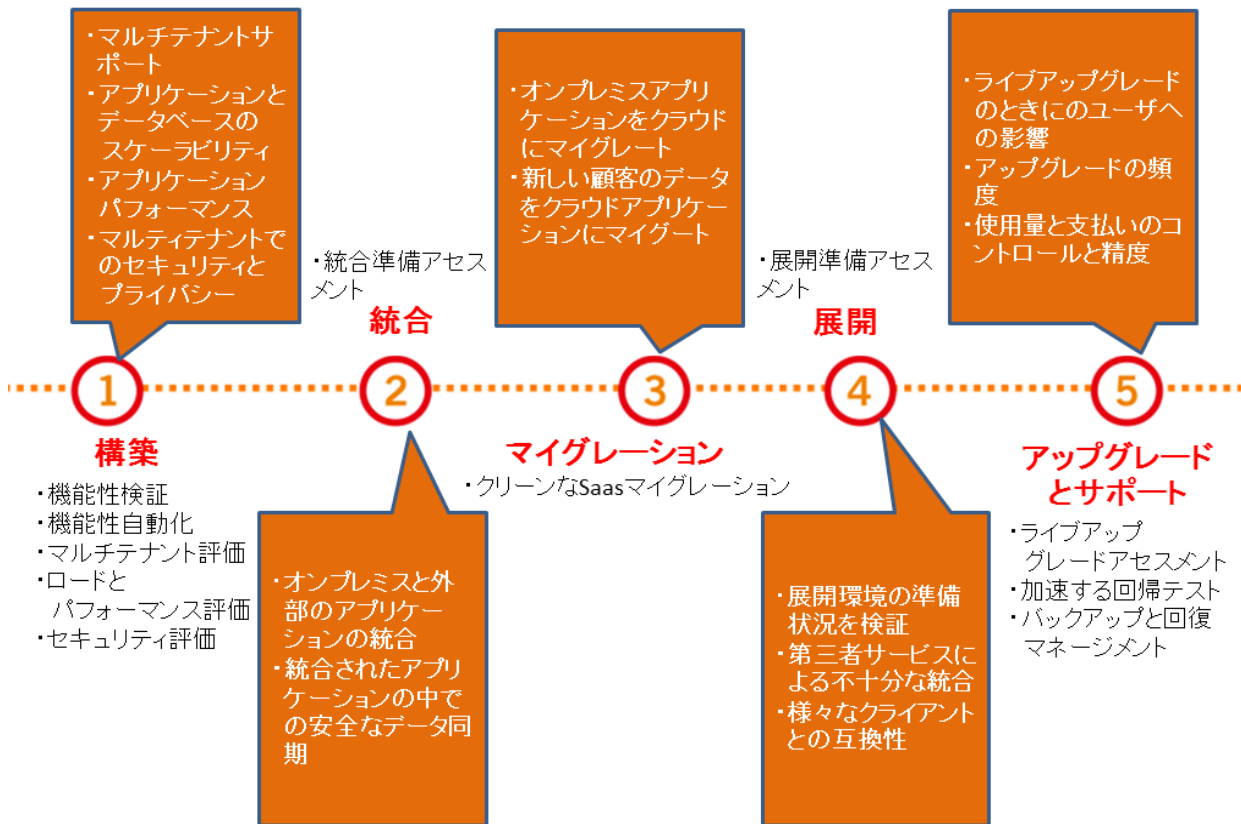 ・マルチテナントサ
ポート
・アプリケーションと
データベースの
スケーラビリティ
・アプリケーション
パフォーマンス
・マルティテナントで
のセキュリティと
プライバシー
1
構築
・機能性検証
・機能性自動化
・マルチテナント評価
・ロードと
パフォーマンス評価
・セキュリティ評価
・統合準備アセス
メント
統合
2
・オンプレミスと外
部のアプリケー
ションの統合
・統合されたアプリ
ケーションの中で
の安全なデータ同
期
・オンプレミスアプリ
ケーションをクラウド
にマイグレート
・新しい顧客のデータ
をクラウドアプリケー
ションにマイグート
3
マイグレーション
・クリーンなSaasマイグレーション
・展開準備アセス
メント
展開
4
・展開環境の準備
状況を検証
・第三者サービスに
よる不十分な統合
・様々なクライアント
との互換性
・ライブアップグレード
のときにのユーザへ
の影響
・アップグレードの頻
度
・使用量と支払いのコ
ントロールと精度
5
アップグレード
とサポート
・ライブアップ
グレードアセスメント
・加速する回帰テスト
・バックアップと回復
マネージメント